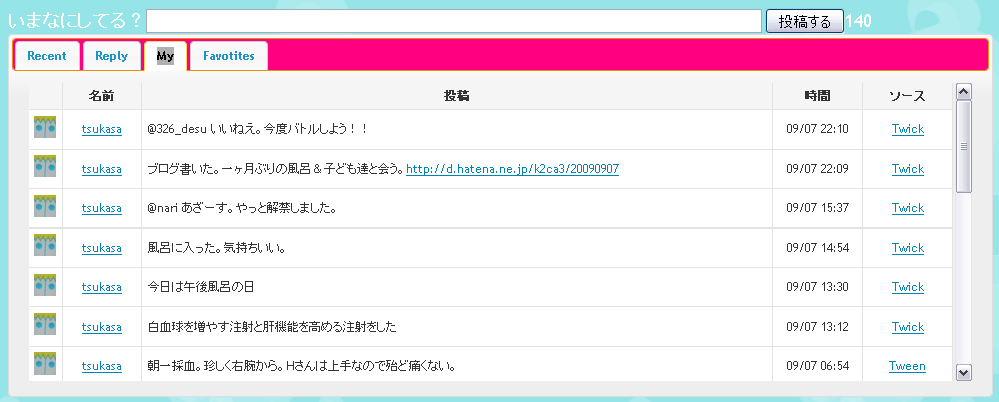 いまなにしてる？ 投稿する 140
Recent Reply My Favotites
名前 投稿 時間 ソース
tsukasa @326_desu いいねえ。今度バトルしよう！！ 09/07 22:10 Twick
tsukasa ブログ書いた。一ヶ月ぶりの風呂＆子ども達と会う。http://d.hatena.ne.jp/k2ca3/20090907 09/07 22:09 Twick
tsukasa @nari あざーす。やっと解禁しました。 09/07 15:37 Twick
tsukasa 風呂に入った。気持ちいい。 09/07 14:54 Twick
tsukasa 今日は午後風呂の日 09/07 13:30 Twick
tsukasa 白血球を増やす注射と肝機能を高める注射をした 09/07 13:12 Twick
tsukasa 朝一採血。珍しく右腕から。Hさんは上手なので殆ど痛くない。 09/07 06:54 Tween